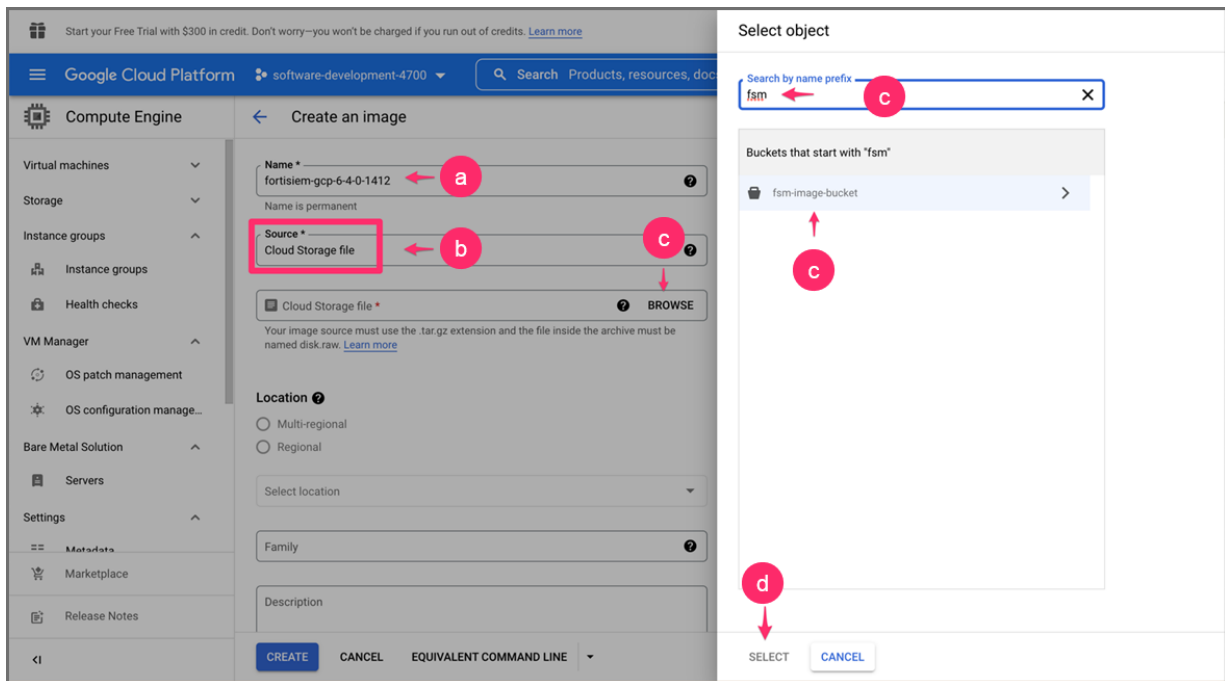 Start your Free Trial with $300 in credit. Don't worry—you won't be charged if you run out of credits. Learn more
Google Cloud Platform
software-development-4700
Search Products, resources, doc
Compute Engine
Create an image
Virtual machines
Storage
Instance groups
Instance groups
Health checks
VM Manager
OS patch management
OS configuration manage...
Bare Metal Solution
Servers
Settings
Metadata
Marketplace
Release Notes
Name *
fortisiem-gcp-6-4-0-1412
a
Name is permanent
Source *
Cloud Storage file
b
c
Cloud Storage file *
BROWSE
Your image source must use the .tar.gz extension and the file inside the archive must be
named disk.raw. Learn more
Location
Multi-regional
Regional
Select location
Family
Description
CREATE
CANCEL
EQUIVALENT COMMAND LINE
Select object
Search by name prefix
fsm
c
Buckets that start with "fsm"
fsm-image-bucket
c
d
SELECT
CANCEL